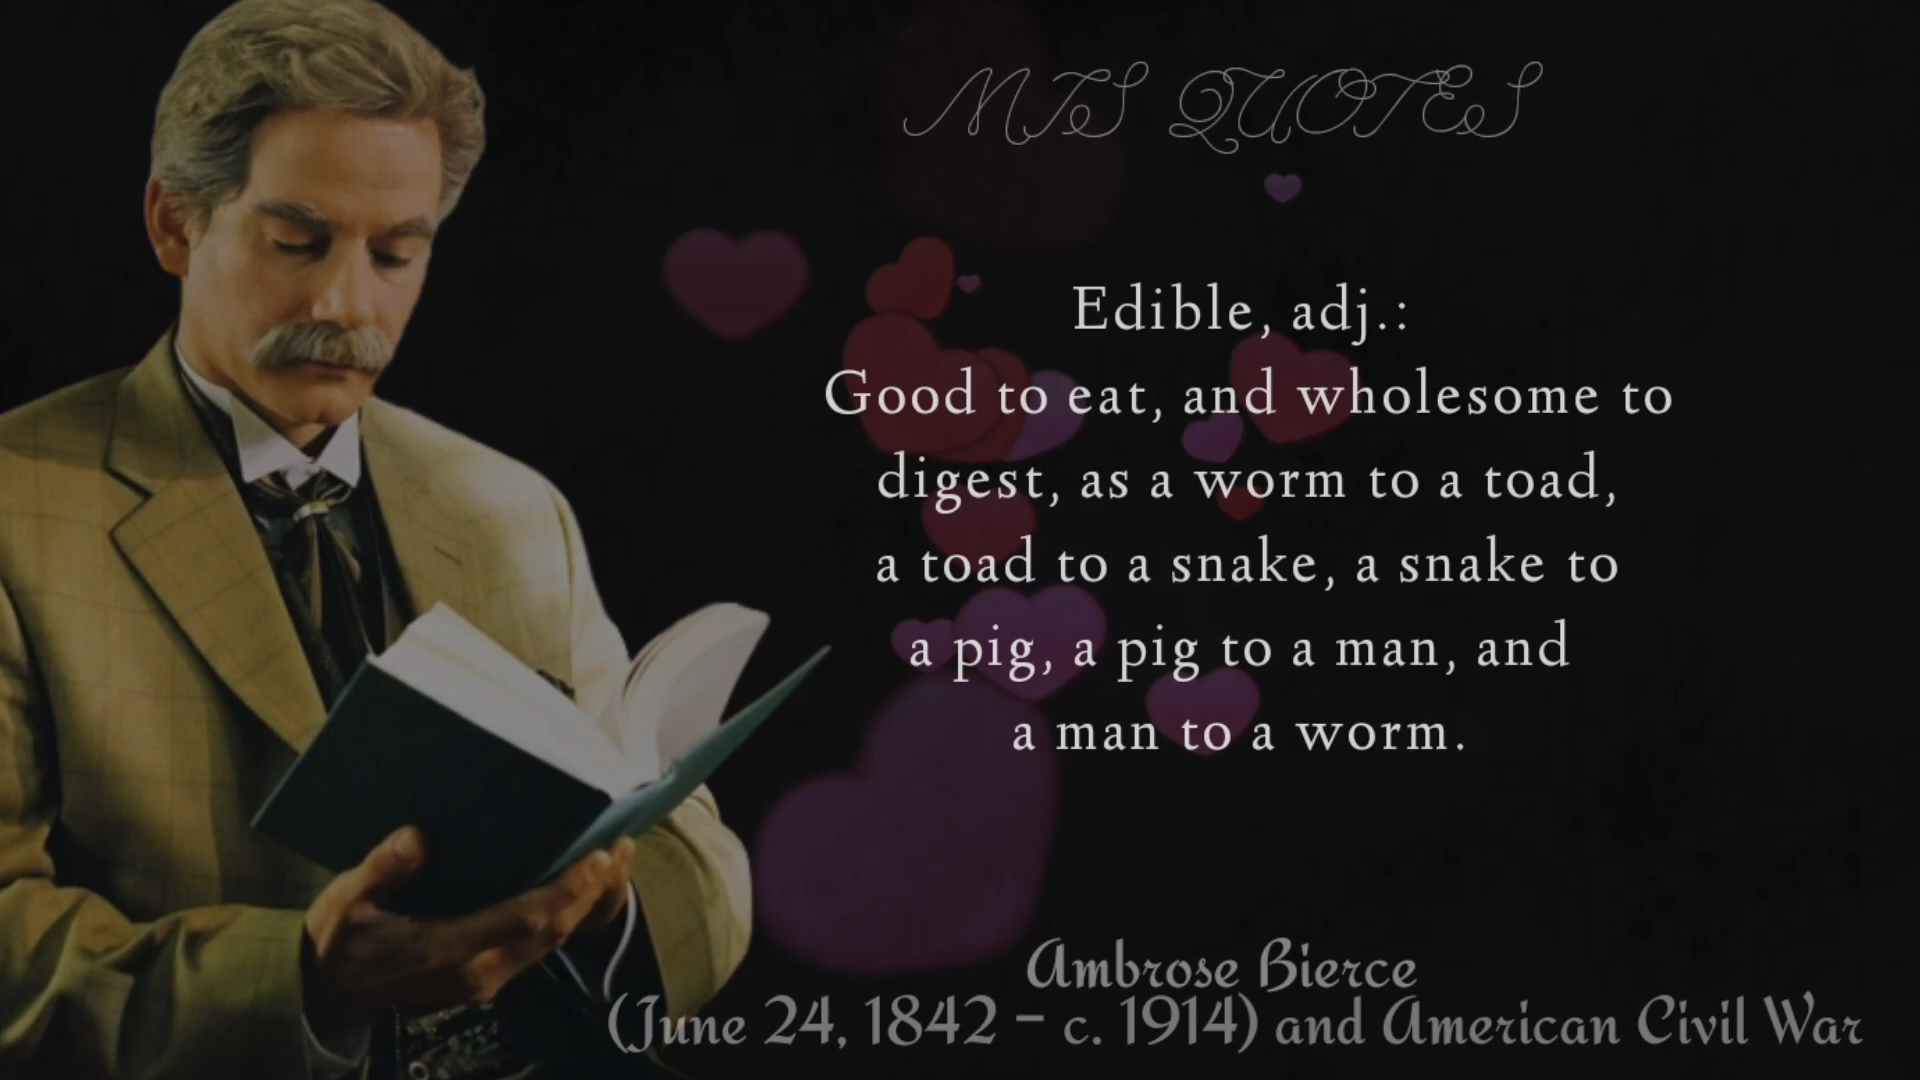 MTS QUOTES
Edible, adj.:
Good to eat, and wholesome to
digest, as a worm to a toad,
a toad to a snake, a snake to
a pig, a pig to a man, and
a man to a worm.
Ambrose Bierce
(June 24, 1842 – c. 1914) and American Civil War